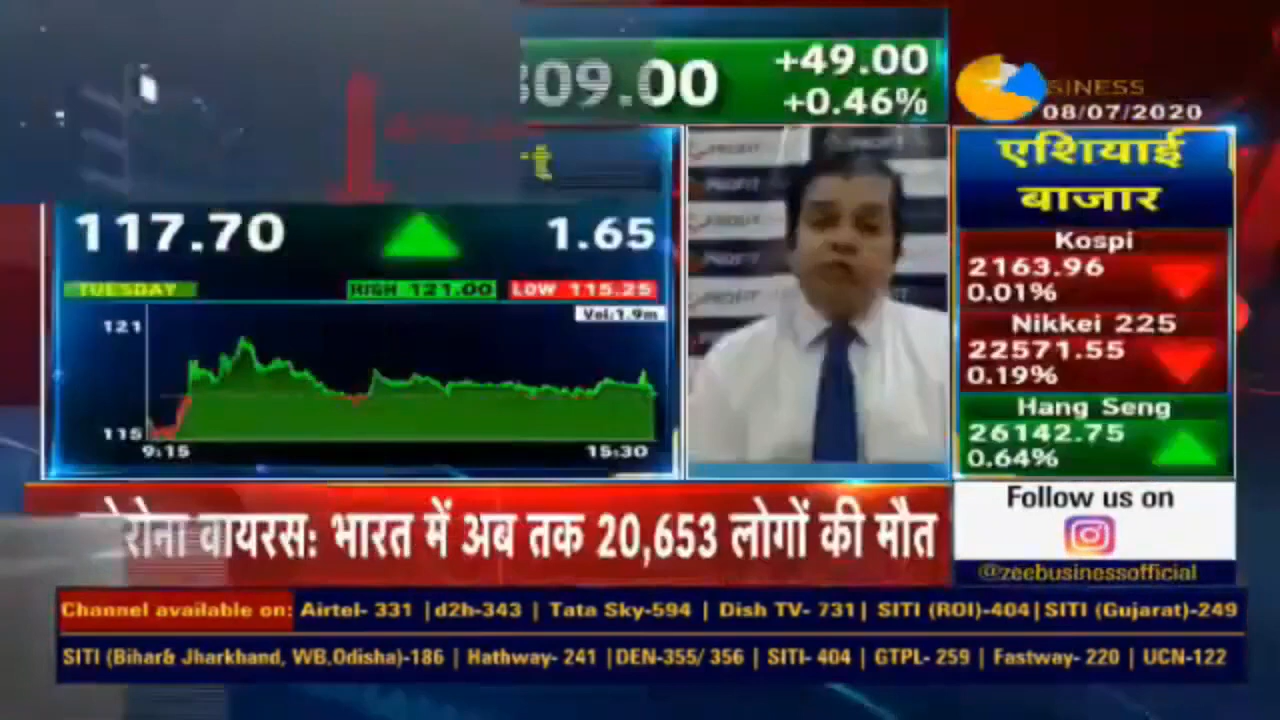 309.00
+49.00
+0.46%
SINESS
08/07/2020
एशियाई
बाजार
117.70
1.65
TUESDAY
HIGH 121.00
LOW 115.25
Vol:1.9m
121
115
9:15
15:30
PROFIT
PROFIT
PROFIT
PROFIT
PROFIT
Kospi
2163.96
0.01%
Nikkei 225
22571.55
0.19%
Hang Seng
26142.75
0.64%
वायरस: भारत में अब तक 20,653 लोगों की मौत
Follow us on
@zeebusinessofficial
Channel available on: Airtel- 331 |d2h-343 | Tata Sky-594 | Dish TV- 731| SITI (ROI)-404| SITI (Gujarat)-249
SITI (Bihar& Jharkhand, WB,Odisha)-186 | Hathway- 241 |DEN-355/ 356 | SITI- 404 | GTPL- 259 | Fastway- 220 | UCN-122